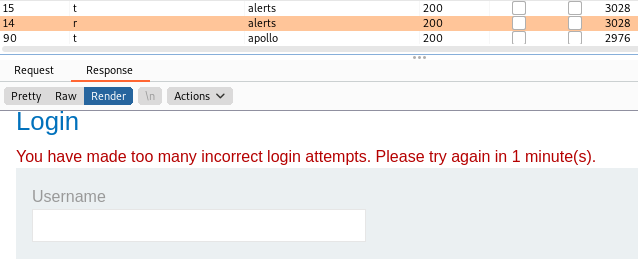 15 t alerts 200 3028
14 r alerts 200 3028
90 t apollo 200 2976
Request Response
Pretty Raw Render \n Actions
Login
You have made too many incorrect login attempts. Please try again in 1 minute(s).
Username